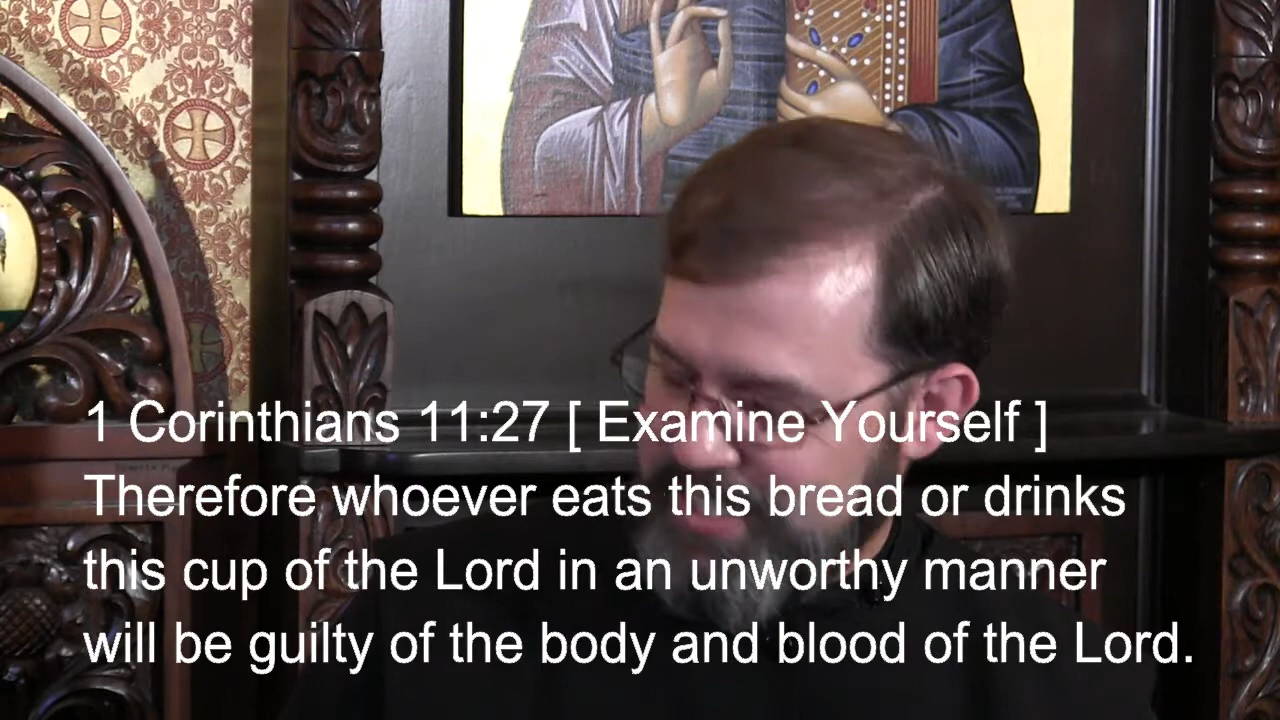 1 Corinthians 11:27 [ Examine Yourself ]
Therefore whoever eats this bread or drinks
this cup of the Lord in an unworthy manner
will be guilty of the body and blood of the Lord.